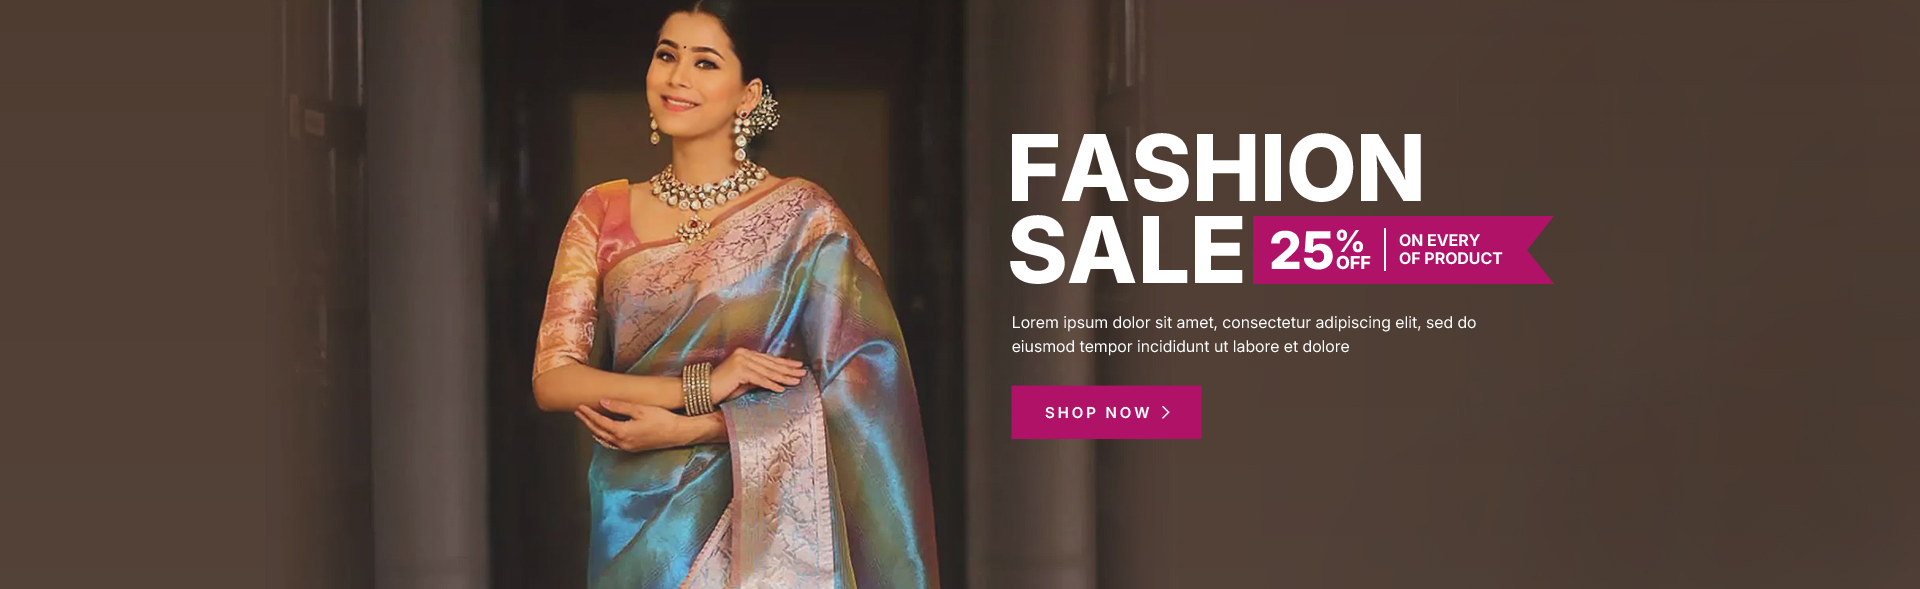 FASHION
SALE
25% OFF
ON EVERY
OF PRODUCT
Lorem ipsum dolor sit amet, consectetur adipiscing elit, sed do
eiusmod tempor incididunt ut labore et dolore
SHOP NOW